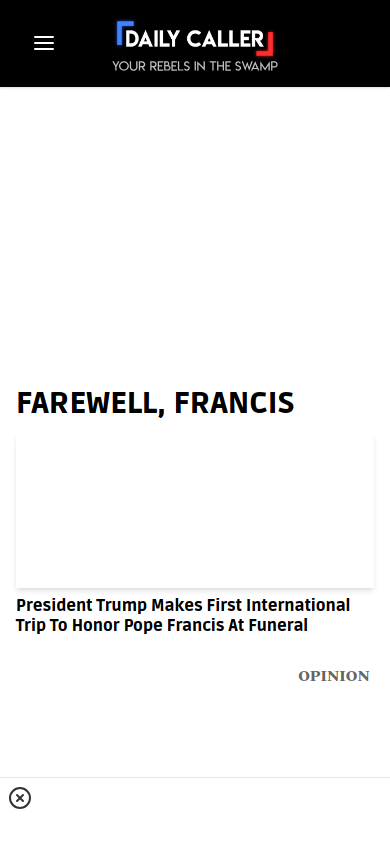 DAILY CALLER
YOUR REBELS IN THE SWAMP
FAREWELL, FRANCIS
President Trump Makes First International
Trip To Honor Pope Francis At Funeral
OPINION